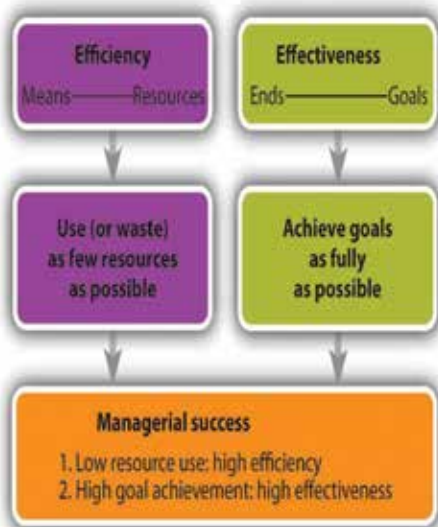 Efficiency
Means Resources
Effectiveness
Ends Goals
Use (or waste)
as few resources
as possible
Achieve goals
as fully
as possible
Managerial success
1. Low resource use: high efficiency
2. High goal achievement: high effectiveness